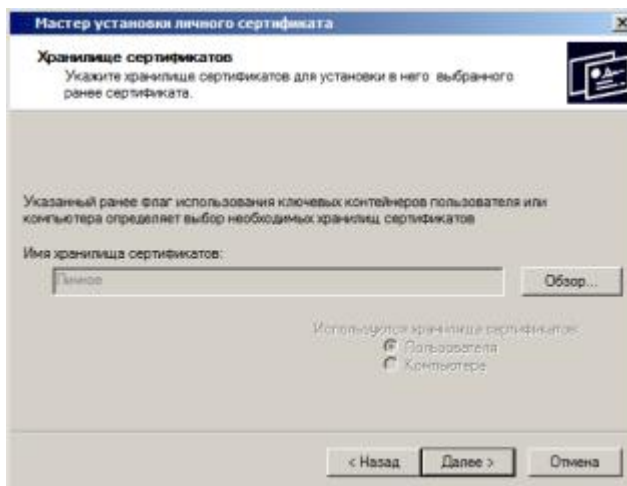 Мастер установки личного сертификата
Хранилище сертификатов
Укажите хранилище сертификатов для установки в него выбранного
ранее сертификата.
Указанный ранее флаг использования ключевых контейнеров пользователя или
компьютера определяет выбор необходимых хранилищ сертификатов
Имя хранилища сертификатов:
Личное
Обзор...
Используются хранилища сертификатов:
Пользователя
Компьютера
< Назад
Далее >
Отмена